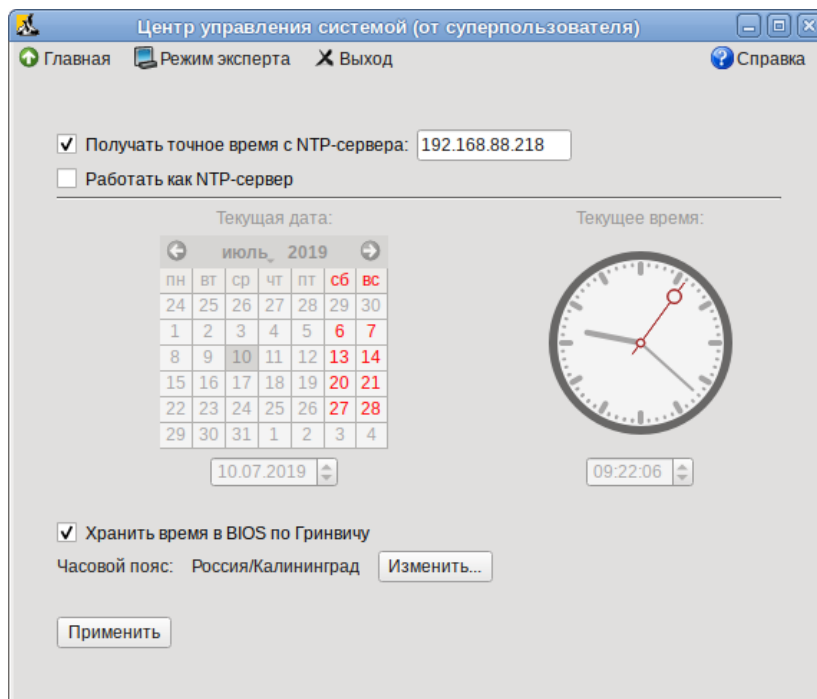 Центр управления системой (от суперпользователя)
Главная Режим эксперта Выход Справка
Получать точное время с NTP-сервера: 192.168.88.218
Работать как NTP-сервер
Текущая дата: Текущее время:
июль 2019
пн вт ср чт пт сб вс
24 25 26 27 28 29 30
1 2 3 4 5 6 7
8 9 10 11 12 13 14
15 16 17 18 19 20 21
22 23 24 25 26 27 28
29 30 31 1 2 3 4
10.07.2019 09:22:06
Хранить время в BIOS по Гринвичу
Часовой пояс: Россия/Калининград Изменить...
Применить